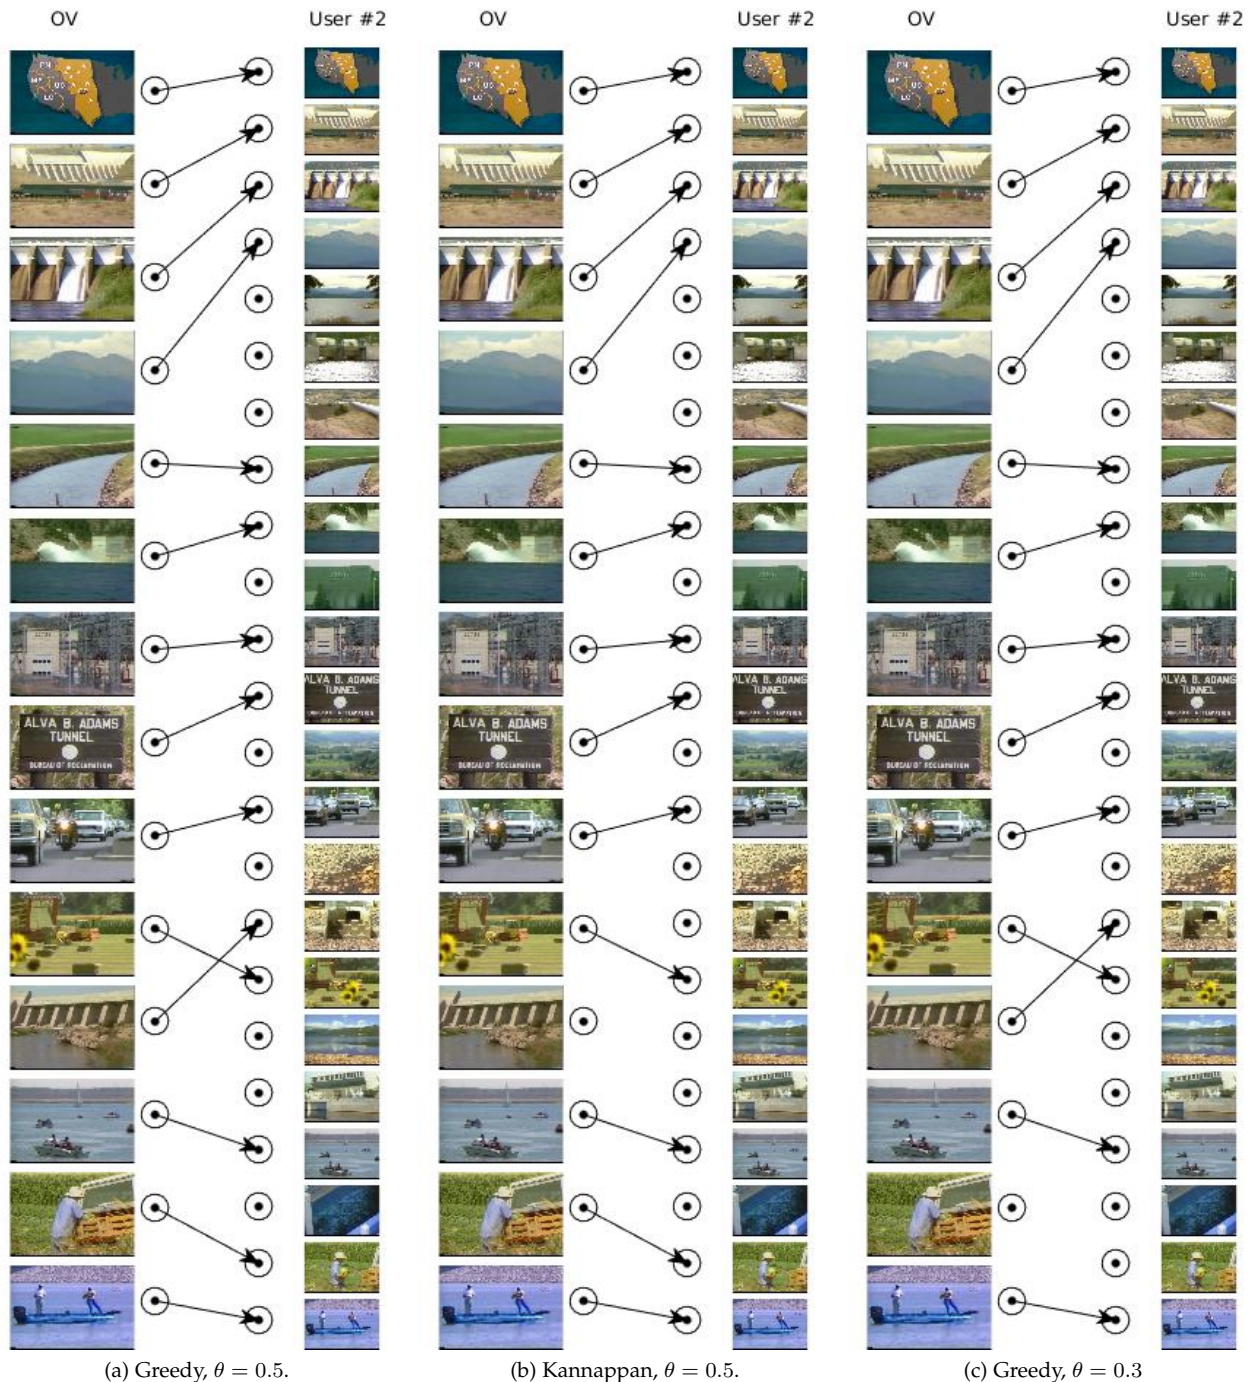 OV User #2 OV User #2 OV User #2
ALVA B. ADAMS
TUNNEL
ALVA B. ADAMS
TUNNEL
ALVA B. ADAMS
TUNNEL
ALVA B. ADAMS
TUNNEL
BUREAU OF RECLAMATION
ALVA B. ADAMS
TUNNEL
BUREAU OF RECLAMATION
ALVA B. ADAMS
TUNNEL
BUREAU OF RECLAMATION
(a) Greedy, θ = 0.5. (b) Kannappan, θ = 0.5. (c) Greedy, θ = 0.3